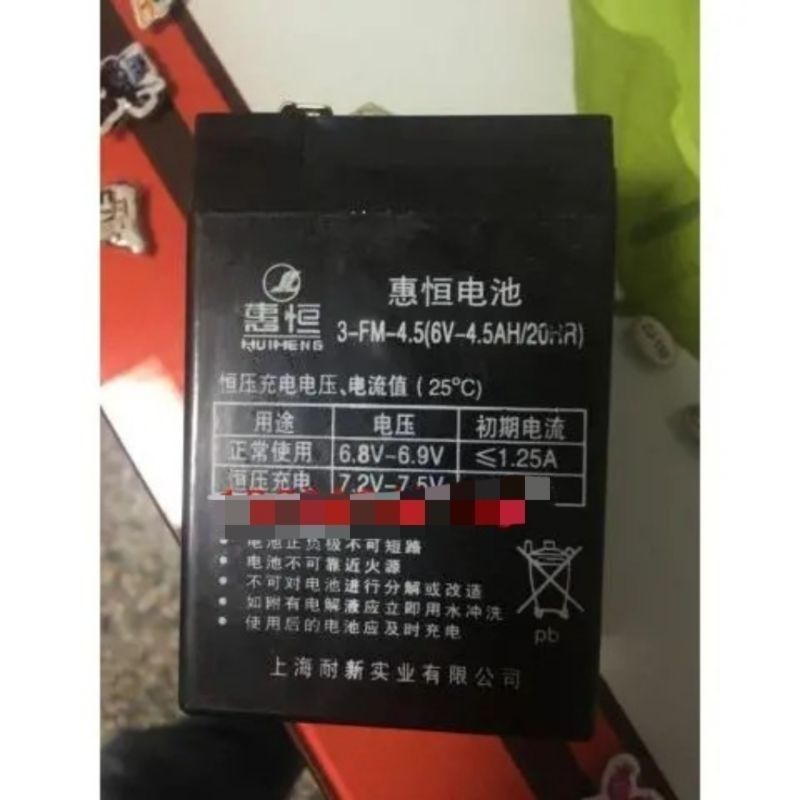 惠恒电池
惠恒
HUIHENG
3-FM-4.5(6V-4.5AH/20HR)
恒压充电电压、电流值(25℃)
用途 电压 初期电流
正常使用 6.8V-6.9V ≤1.25A
恒压充电 7.2V-7.5V
电池正负极不可短路
电池不可靠近火源
不可对电池进行分解或改造
如附有电解液应立即用水冲洗
使用后的电池应及时充电
pb
上海耐新实业有限公司